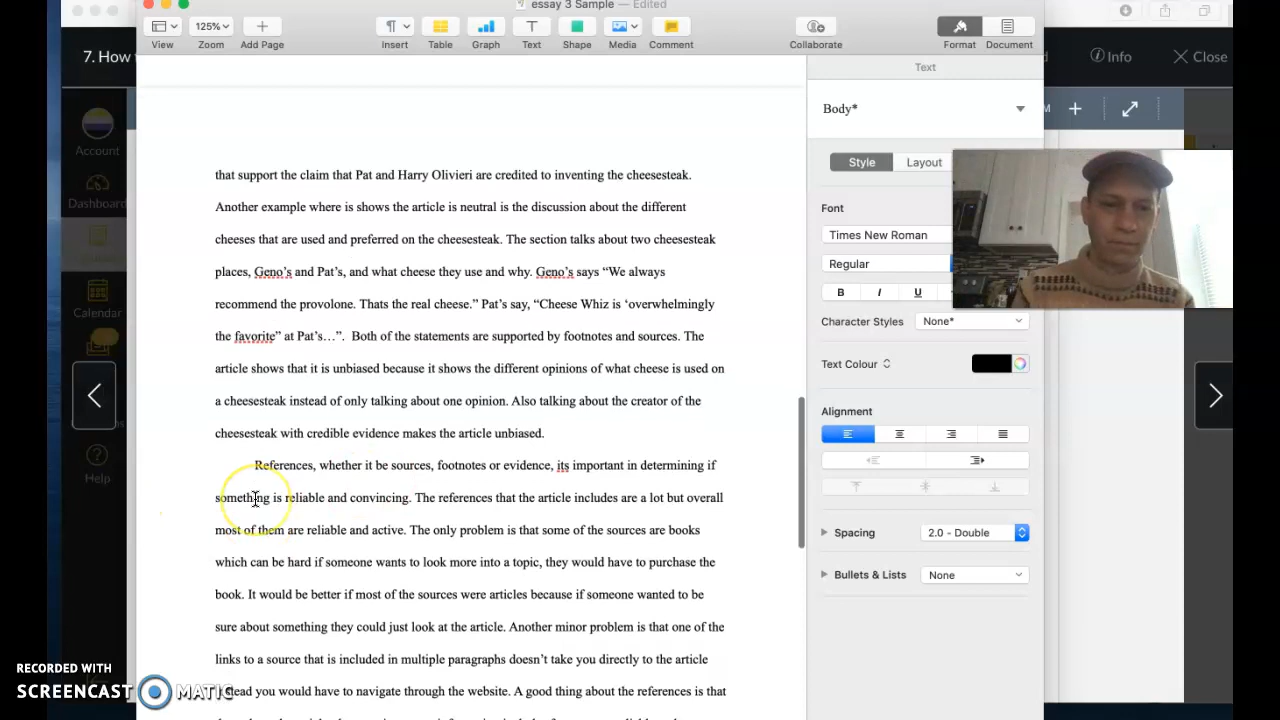 essay 3 Sample — Edited
125%
View
Zoom
Add Page
Insert
Table
Graph
Text
Shape
Media
Comment
Collaborate
Format
Document
7. How
Info
Close
Text
Body*
M
Account
Dashboard
Calendar
Help
Style
Layout
Font
Times New Roman
Regular
B I U
Character Styles
None*
Text Colour
Alignment
Spacing
2.0 - Double
Bullets & Lists
None
that support the claim that Pat and Harry Olivieri are credited to inventing the cheesesteak.
Another example where is shows the article is neutral is the discussion about the different
cheeses that are used and preferred on the cheesesteak. The section talks about two cheesesteak
places, Geno’s and Pat’s, and what cheese they use and why. Geno’s says “We always
recommend the provolone. Thats the real cheese.” Pat’s say, “Cheese Whiz is ‘overwhelmingly
the favorite” at Pat’s…”. Both of the statements are supported by footnotes and sources. The
article shows that it is unbiased because it shows the different opinions of what cheese is used on
a cheesesteak instead of only talking about one opinion. Also talking about the creator of the
cheesesteak with credible evidence makes the article unbiased.
References, whether it be sources, footnotes or evidence, its important in determining if
something is reliable and convincing. The references that the article includes are a lot but overall
most of them are reliable and active. The only problem is that some of the sources are books
which can be hard if someone wants to look more into a topic, they would have to purchase the
book. It would be better if most of the sources were articles because if someone wanted to be
sure about something they could just look at the article. Another minor problem is that one of the
links to a source that is included in multiple paragraphs doesn’t take you directly to the article
you would have to navigate through the website. A good thing about the references is that
RECORDED WITH
SCREENCAST MATIC